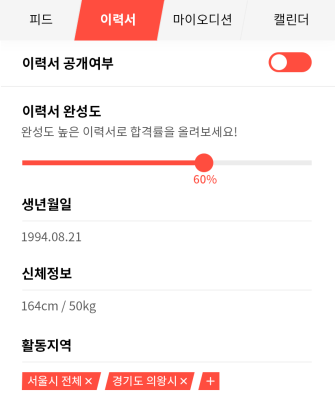 피드 이력서 마이오디션 캘린더
이력서 공개여부
이력서 완성도
완성도 높은 이력서로 합격률을 올려보세요!
60%
생년월일
1994.08.21
신체정보
164cm / 50kg
활동지역
서울시 전체 × 경기도 의왕시 × +